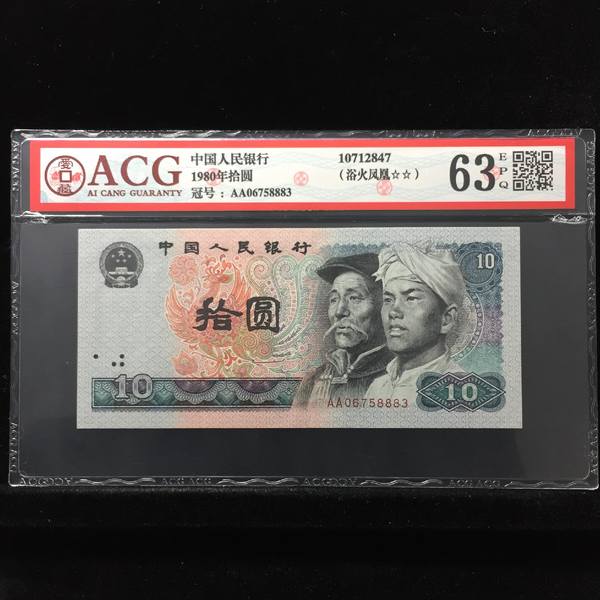 ACG
AI CANG GUARANTY
中国人民银行
1980年拾圆
冠号：AA06758883
10712847
（浴火凤凰☆☆）
63
EPQ
中国人民银行
10
拾圆
10
AA06758883
10